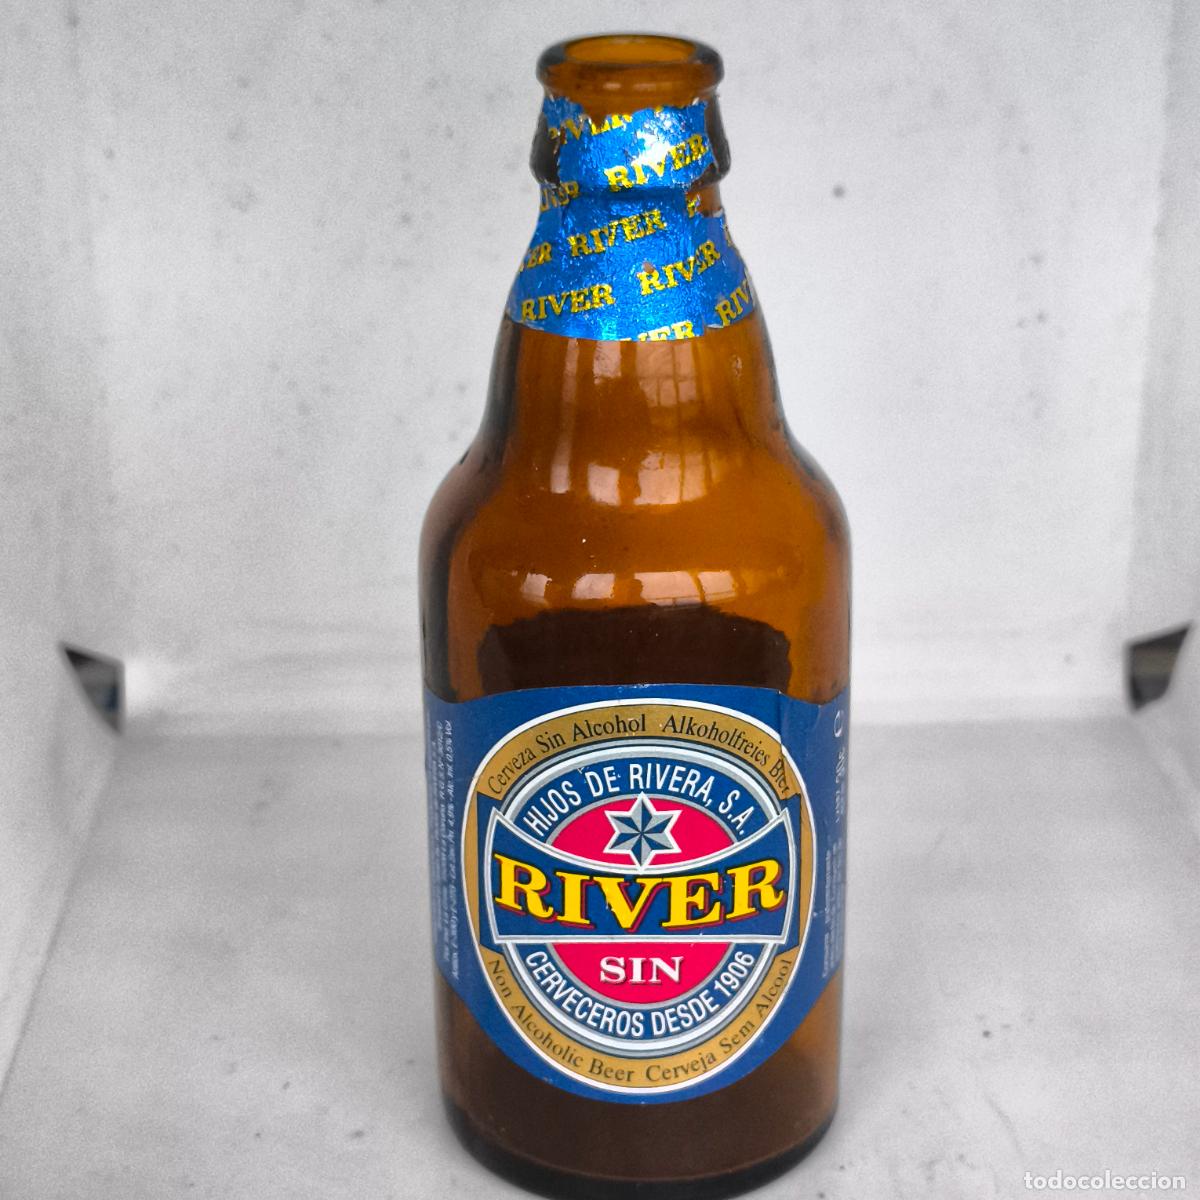 RIVER
RIVER
RIVER RIVER
Cerveza Sin Alcohol Alkoholfreies Bier
HIJOS DE RIVERA, S.A.
RIVER
SIN
CERVECEROS DESDE 1906
Non Alcoholic Beer Cerveja Sem Alcool
todocoleccion